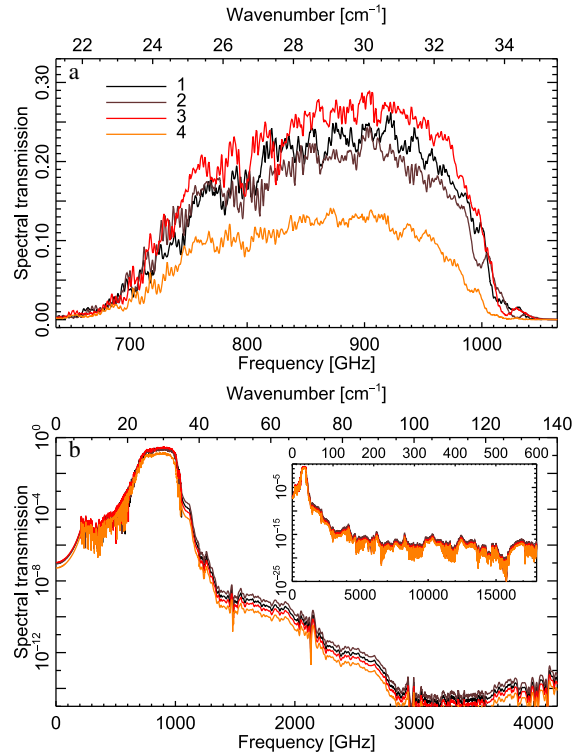 Wavenumber [cm⁻¹]
22 24 26 28 30 32 34
a
1
2
3
4
Spectral transmission
0.00 0.10 0.20 0.30
700 800 900 1000
Frequency [GHz]
Wavenumber [cm⁻¹]
0 20 40 60 80 100 120 140
b
Spectral transmission
10⁰
10⁻⁴
10⁻⁸
10⁻¹²
0 100 200 300 400 500 600
10⁻⁵
10⁻¹⁵
10⁻²⁵
0 5000 10000 15000
0 1000 2000 3000 4000
Frequency [GHz]